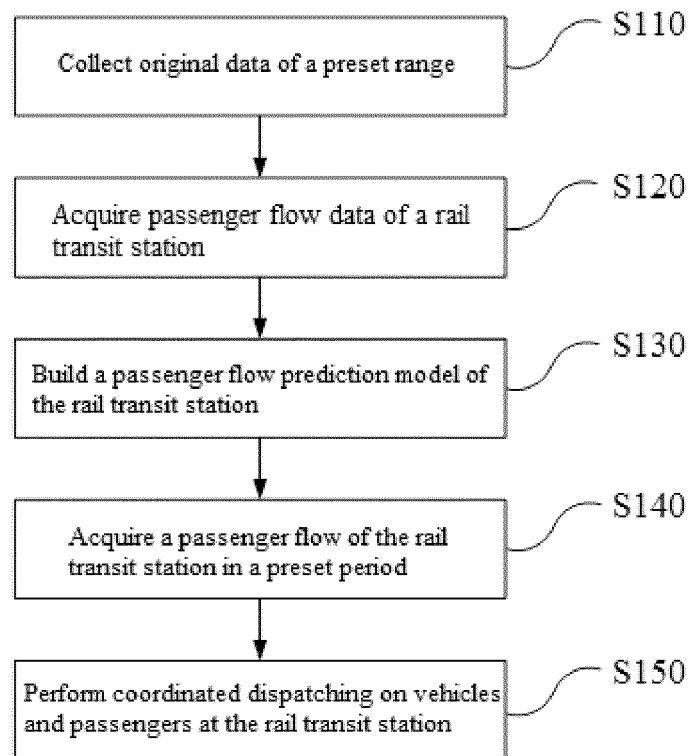 S110
Collect original data of a preset range
S120
Acquire passenger flow data of a rail
transit station
S130
Build a passenger flow prediction model of
the rail transit station
S140
Acquire a passenger flow of the rail
transit station in a preset period
S150
Perform coordinated dispatching on vehicles
and passengers at the rail transit station